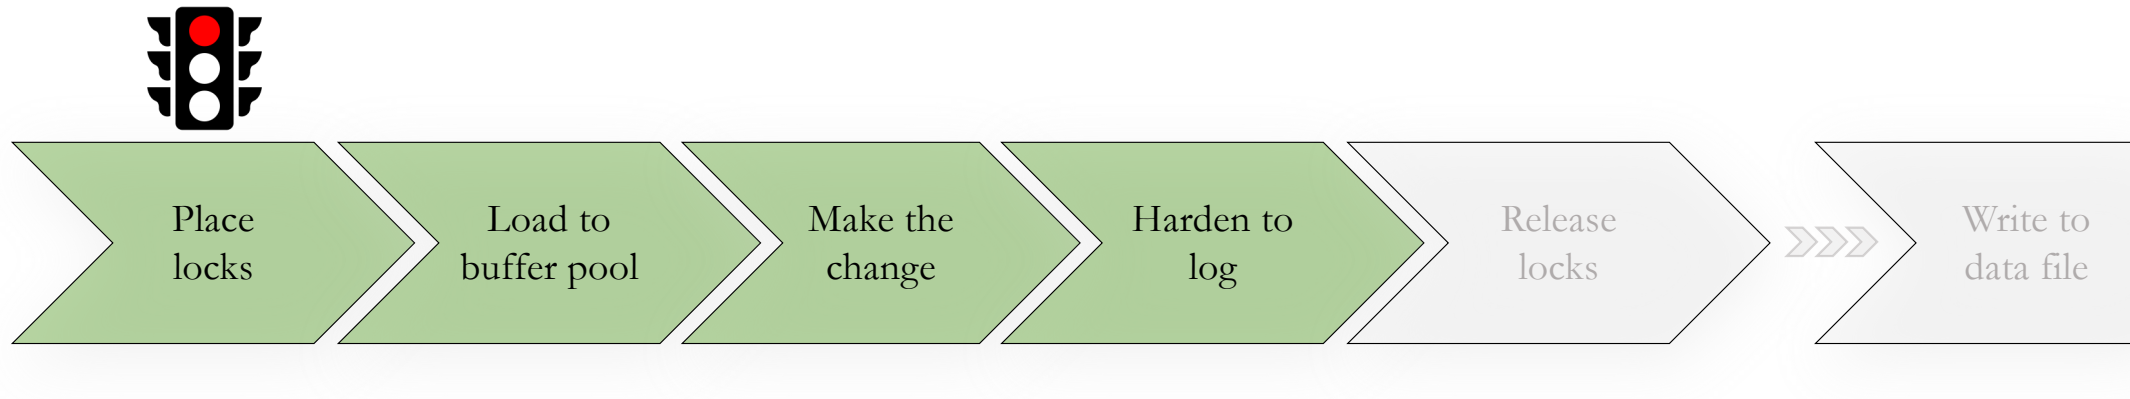 Place
locks
Load to
buffer pool
Make the
change
Harden to
log
Release
locks
Write to
data file